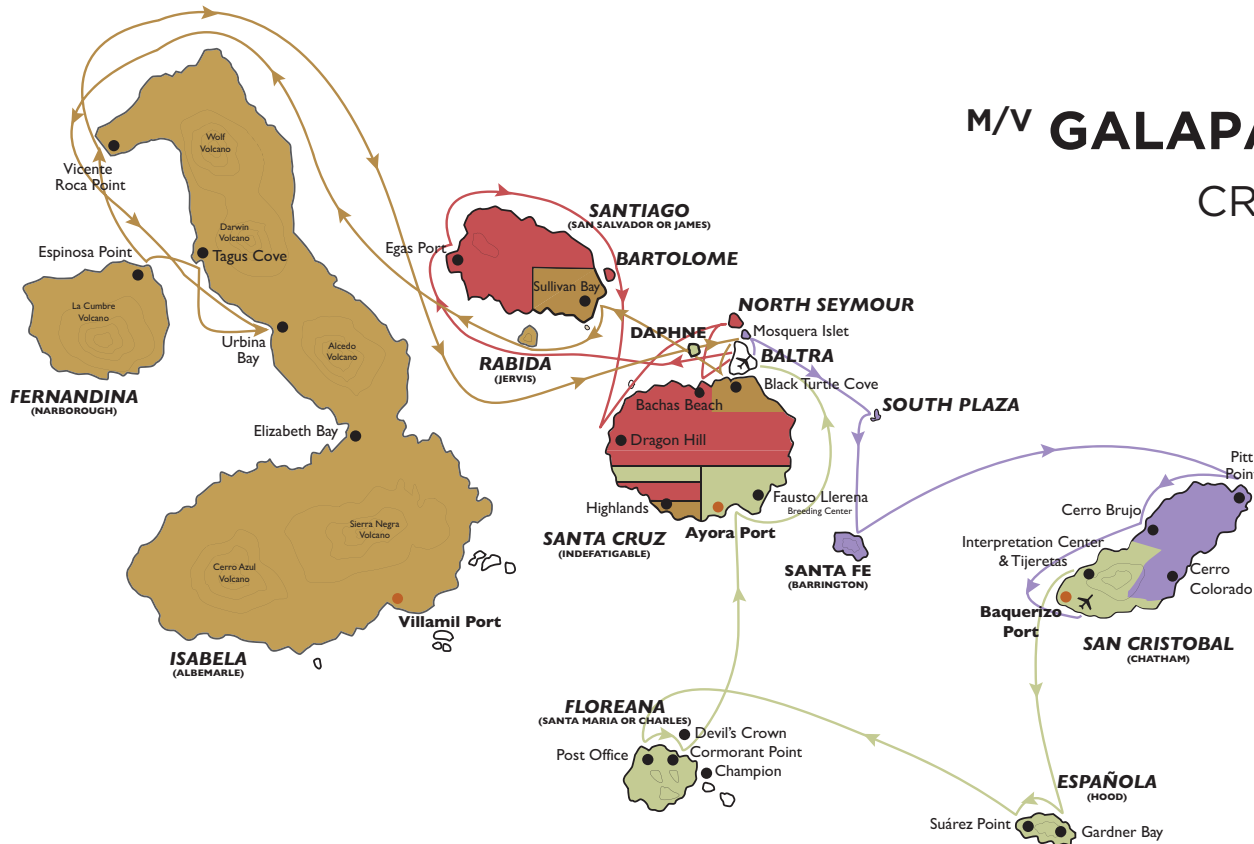 M/V GALAPA
CR
Wolf
Volcano
Vicente
Roca Point
Darwin
Volcano
Tagus Cove
Espinosa Point
La Cumbre
Volcano
Urbina
Bay
Alcedo
Volcano
FERNANDINA
(NARBOROUGH)
Elizabeth Bay
Sierra Negra
Volcano
Cerro Azul
Volcano
Villamil Port
ISABELA
(ALBEMARLE)
SANTIAGO
(SAN SALVADOR OR JAMES)
Egas Port
BARTOLOME
Sullivan Bay
RABIDA
(JERVIS)
NORTH SEYMOUR
Mosquera Islet
DAPHNE
BALTRA
Black Turtle Cove
Bachas Beach
SOUTH PLAZA
Dragon Hill
Fausto Llerena
Breeding Center
Highlands
Ayora Port
SANTA CRUZ
(INDEFATIGABLE)
SANTA FE
(BARRINGTON)
Pitt
Point
Cerro Brujo
Interpretation Center
& Tijeretas
Cerro
Colorado
Baquerizo
Port
SAN CRISTOBAL
(CHATHAM)
FLOREANA
(SANTA MARIA OR CHARLES)
Devil's Crown
Post Office
Cormorant Point
Champion
ESPAÑOLA
(HOOD)
Suárez Point
Gardner Bay